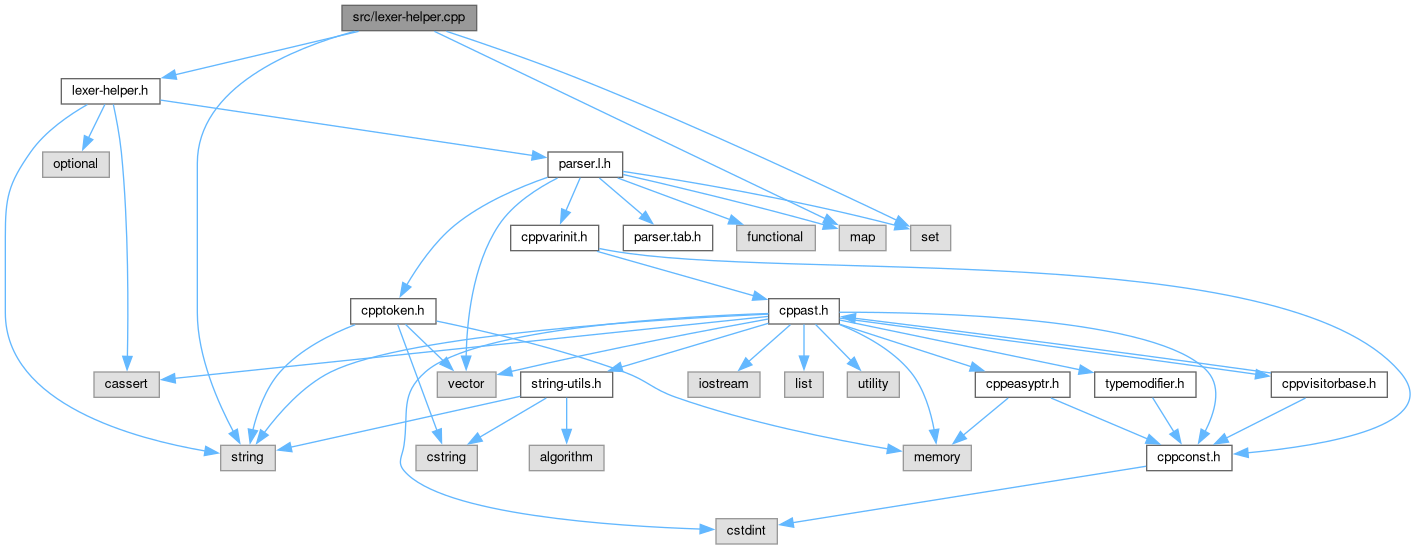 src/lexer-helper.cpp
lexer-helper.h
optional
parser.l.h
cppvarinit.h
parser.tab.h
functional
map
set
cpptoken.h
cppast.h
cassert
vector
string-utils.h
iostream
list
utility
cppeasyptr.h
typemodifier.h
cppvisitorbase.h
string
cstring
algorithm
memory
cppconst.h
cstdint